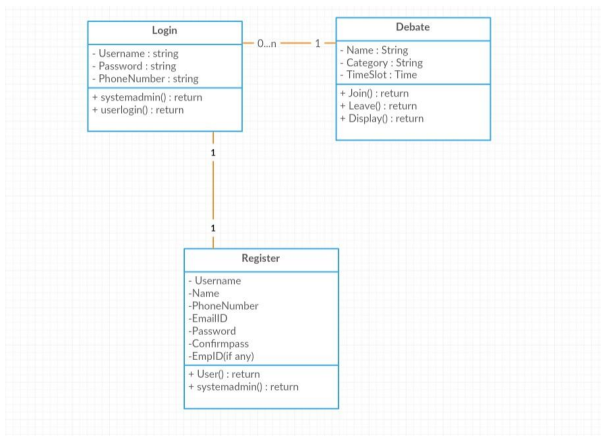 Login
- Username : string
- Password : string
- PhoneNumber : string
+ systemadmin() : return
+ userlogin() : return
0...n
1
Debate
- Name : String
- Category : String
- TimeSlot : Time
+ Join() : return
+ Leave() : return
+ Display() : return
1
1
Register
- Username
-Name
-PhoneNumber
-EmailID
-Password
-Confirmpass
-EmpID(if any)
+ User() : return
+ systemadmin() : return